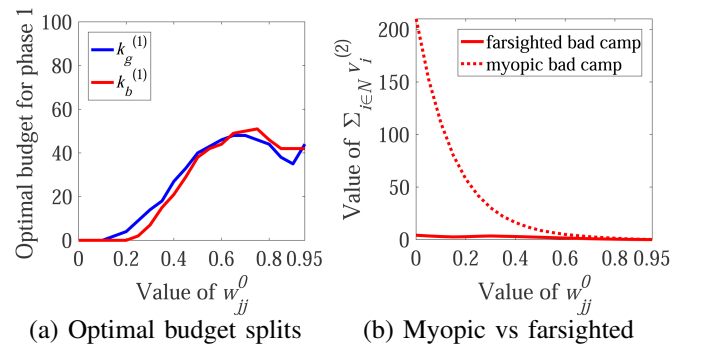 Optimal budget for phase 1
100
80
60
40
20
0
k_g^(1)
k_b^(1)
0 0.2 0.4 0.6 0.8 0.95
Value of w_jj^0
(a) Optimal budget splits
Value of Σ_{i∈N} v_i^(2)
200
150
100
50
0
farsighted bad camp
myopic bad camp
0 0.2 0.4 0.6 0.8 0.95
Value of w_jj^0
(b) Myopic vs farsighted